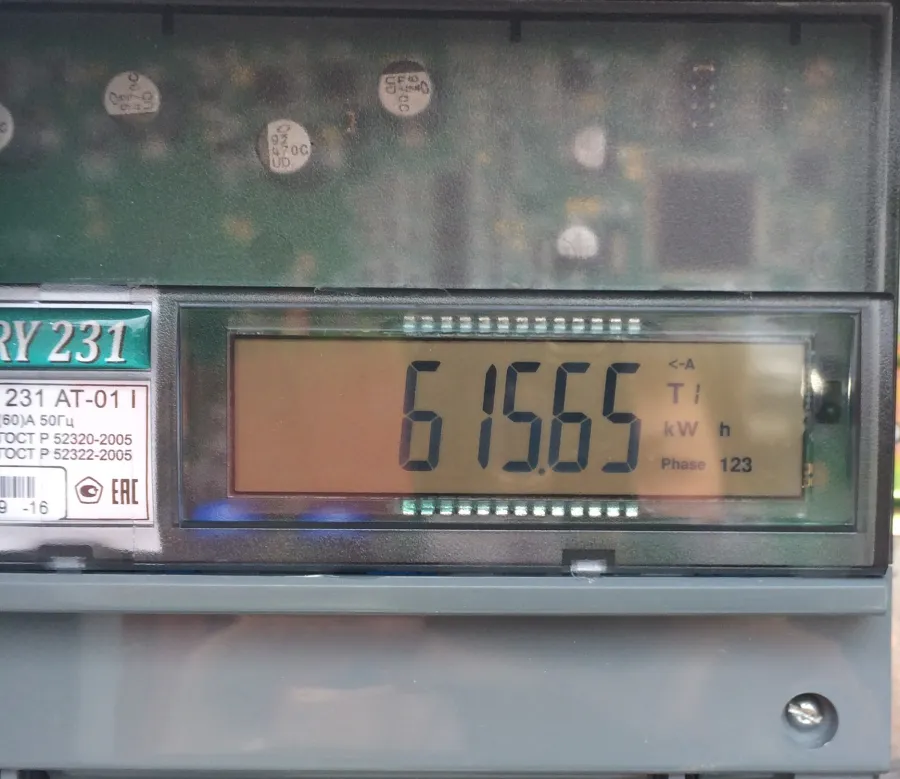 RY 231
231 AT-01 I
(60)A 50Гц
ГОСТ Р 52320-2005
ГОСТ Р 52322-2005
9 -16
ЕАС
615.65
<-A
T1
kW h
Phase 123